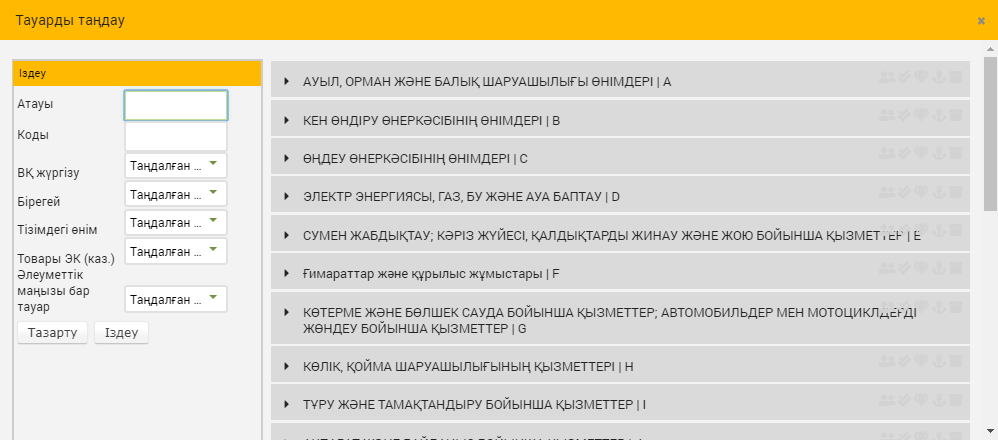 Тауарды таңдау
Іздеу
Атауы
Коды
ВҚ жүргізу
Таңдалған ...
Бірегей
Таңдалған ...
Тізімдегі өнім
Таңдалған ...
Товары ЭК (каз.)
Таңдалған ...
Әлеуметтік
маңызы бар
тауар
Таңдалған ...
Тазарту
Іздеу
АУЫЛ, ОРМАН ЖӘНЕ БАЛЫҚ ШАРУАШЫЛЫҒЫ ӨНІМДЕРІ | A
КЕН ӨНДІРУ ӨНЕРКӘСІБІНІҢ ӨНІМДЕРІ | B
ӨҢДЕУ ӨНЕРКӘСІБІНІҢ ӨНІМДЕРІ | C
ЭЛЕКТР ЭНЕРГИЯСЫ, ГАЗ, БУ ЖӘНЕ АУА БАПТАУ | D
СУМЕН ЖАБДЫҚТАУ; КӘРІЗ ЖҮЙЕСІ, ҚАЛДЫҚТАРДЫ ЖИНАУ ЖӘНЕ ЖОЮ БОЙЫНША ҚЫЗМЕТТЕР | E
Ғимараттар және құрылыс жұмыстары | F
КӨТЕРМЕ ЖӘНЕ БӨЛШЕК САУДА БОЙЫНША ҚЫЗМЕТТЕР; АВТОМОБИЛЬДЕР МЕН МОТОЦИКЛДЕРДІ
ЖӨНДЕУ БОЙЫНША ҚЫЗМЕТТЕР | G
КӨЛІК, ҚОЙМА ШАРУАШЫЛЫҒЫНЫҢ ҚЫЗМЕТТЕРІ | H
ТҰРУ ЖӘНЕ ТАМАҚТАНДЫРУ БОЙЫНША ҚЫЗМЕТТЕР | I